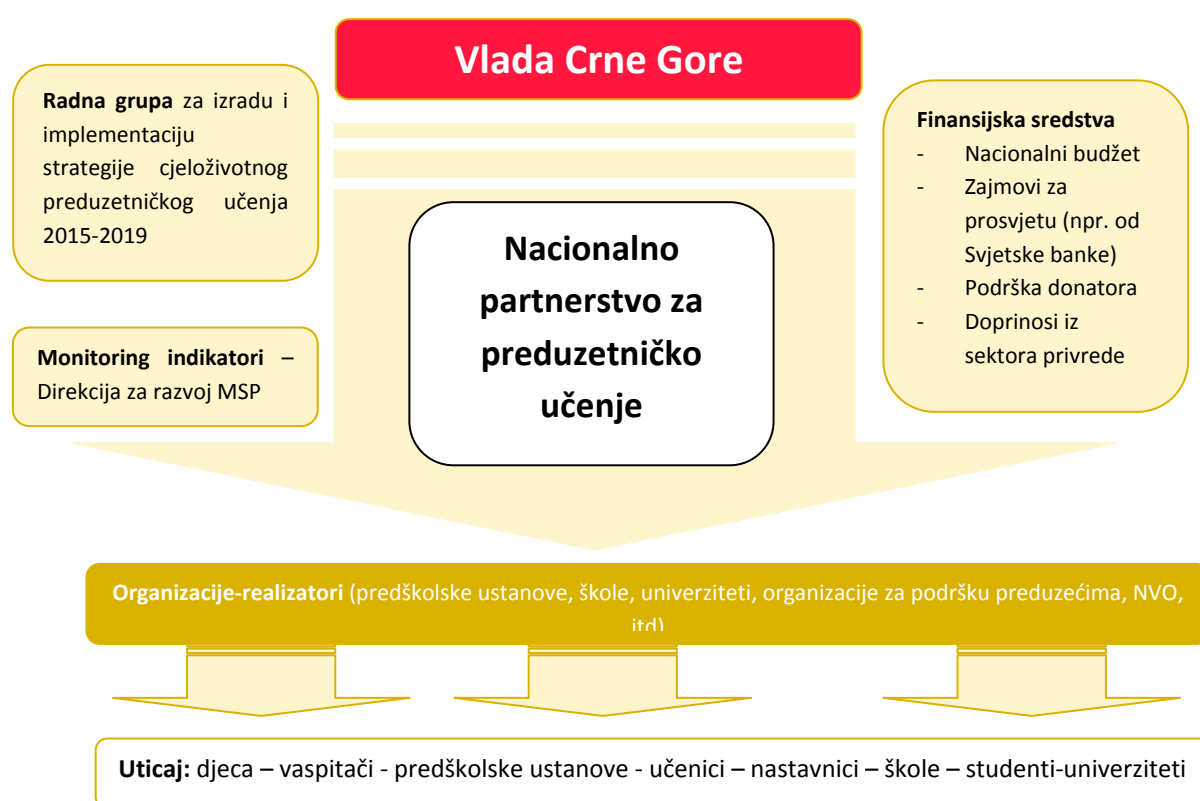 Vlada Crne Gore
Radna grupa za izradu i
implementaciju
strategije cjeloživotnog
preduzetničkog učenja
2015-2019
Monitoring indikatori –
Direkcija za razvoj MSP
Nacionalno
partnerstvo za
preduzetničko
učenje
Finansijska sredstva
- Nacionalni budžet
- Zajmovi za
prosvjetu (npr. od
Svjetske banke)
- Podrška donatora
- Doprinosi iz
sektora privrede
Organizacije-realizatori (predškolske ustanove, škole, univerziteti, organizacije za podršku preduzećima, NVO,
itd)
Uticaj: djeca – vaspitači - predškolske ustanove - učenici – nastavnici – škole – studenti-univerziteti